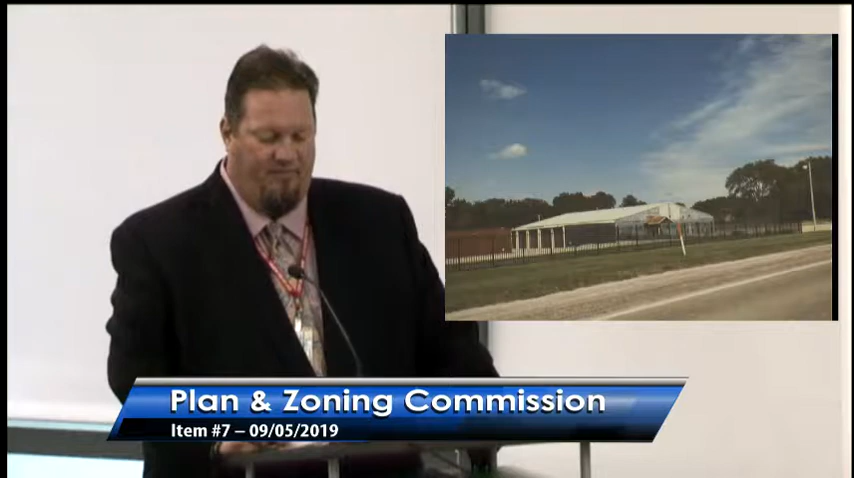 Plan & Zoning Commission
Item #7 – 09/05/2019